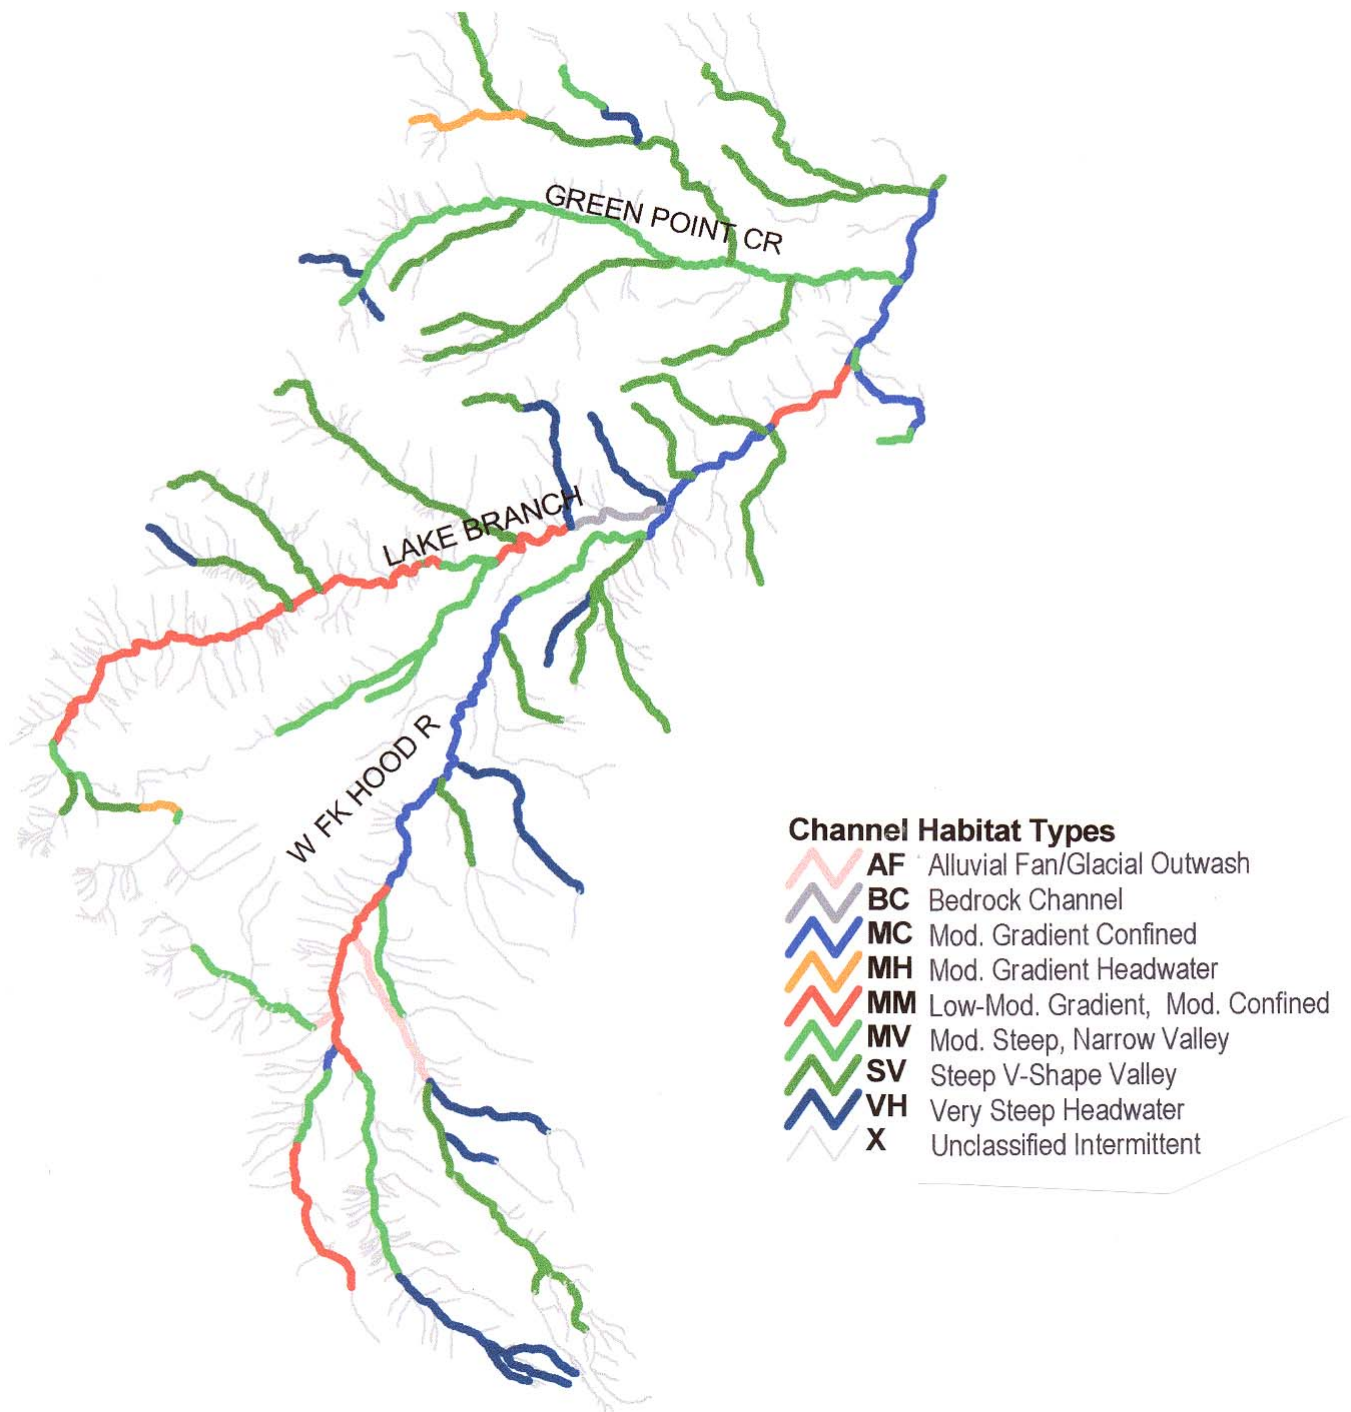 GREEN POINT CR
LAKE BRANCH
W FK HOOD R
Channel Habitat Types
AF Alluvial Fan/Glacial Outwash
BC Bedrock Channel
MC Mod. Gradient Confined
MH Mod. Gradient Headwater
MM Low-Mod. Gradient, Mod. Confined
MV Mod. Steep, Narrow Valley
SV Steep V-Shape Valley
VH Very Steep Headwater
X Unclassified Intermittent